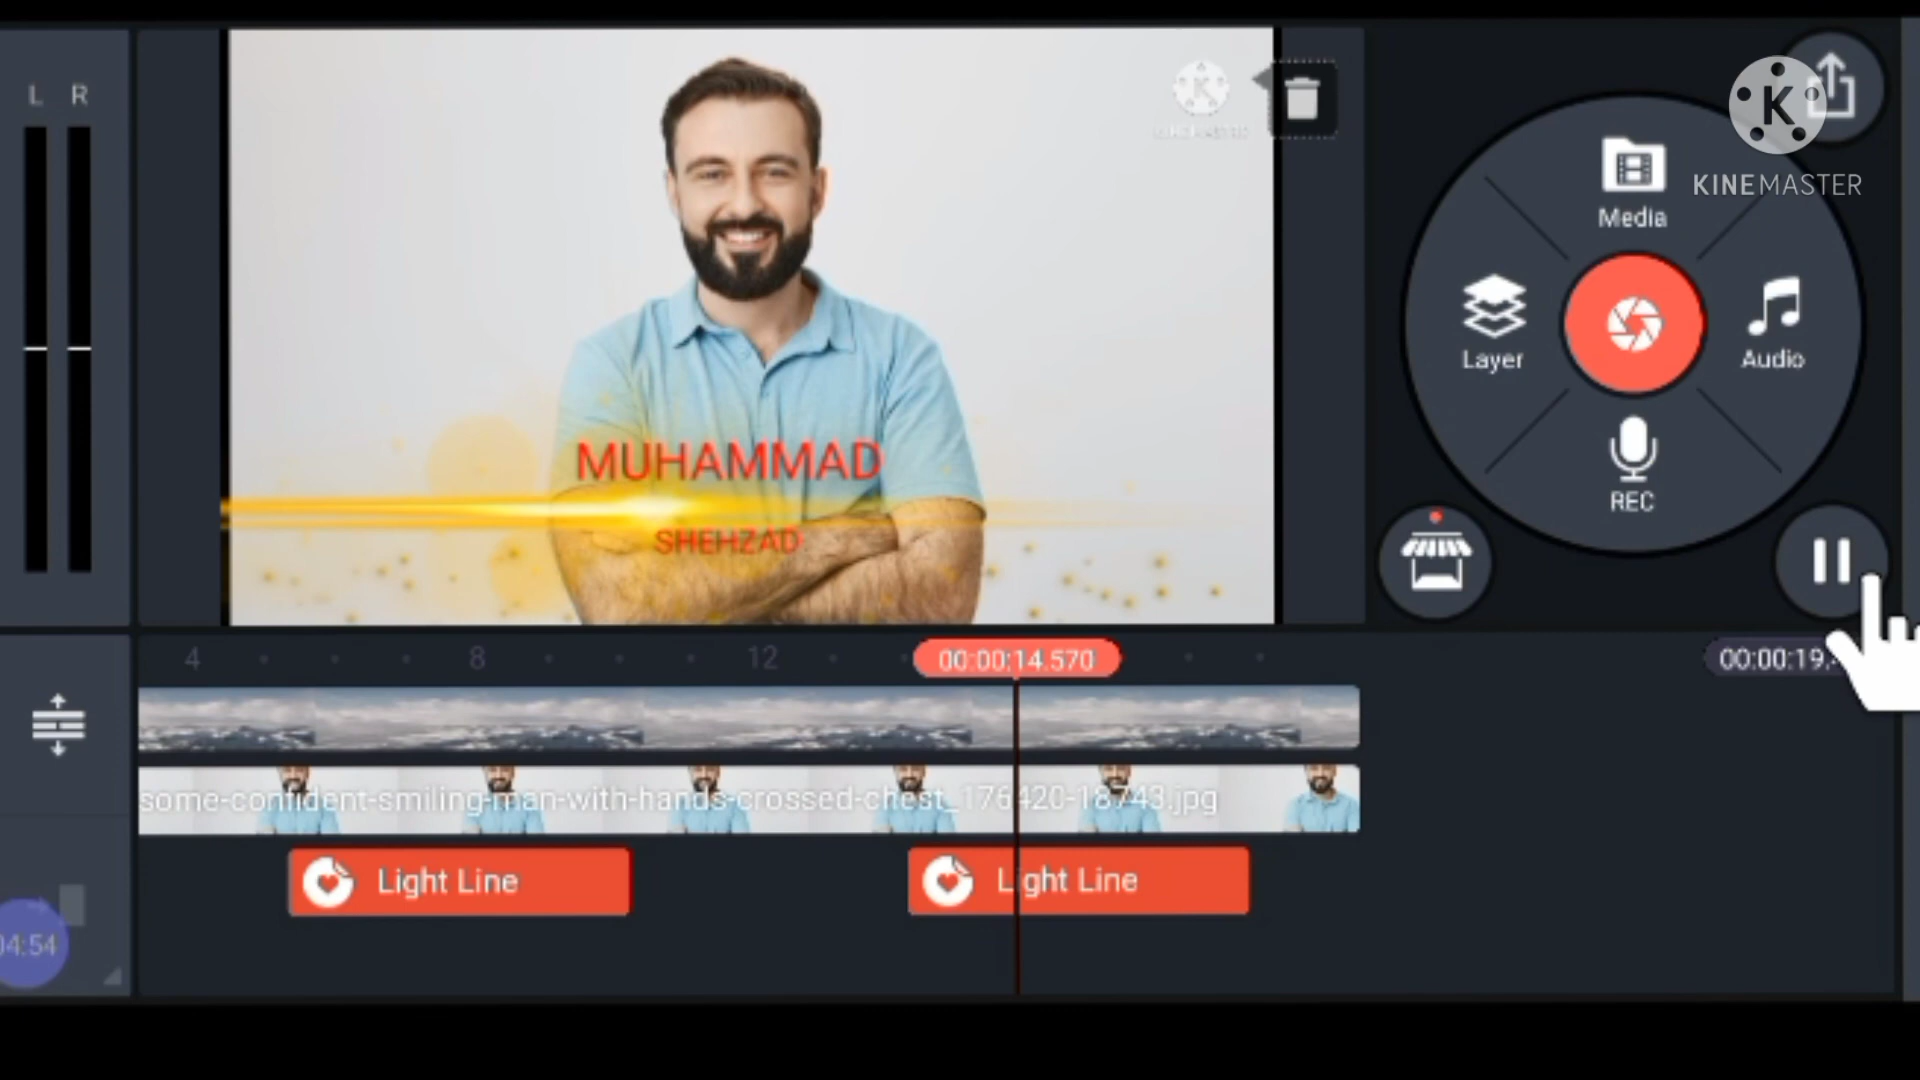 L R
KINEMASTER
Media
Layer
Audio
REC
MUHAMMAD
SHEHZAD
4 8 12
00:00:14.570
00:00:19.
some-confident-smiling-man-with-hands-crossed-chest_176420-18743.jpg
Light Line
Light Line
04:54